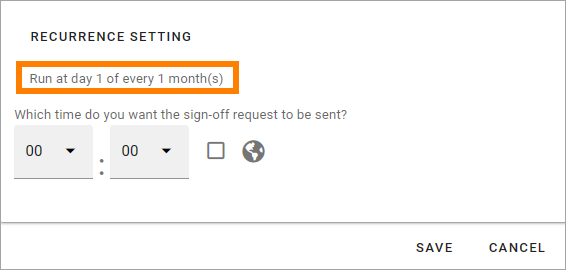 RECURRENCE SETTING
Run at day 1 of every 1 month(s)
Which time do you want the sign-off request to be sent?
00 : 00
SAVE CANCEL